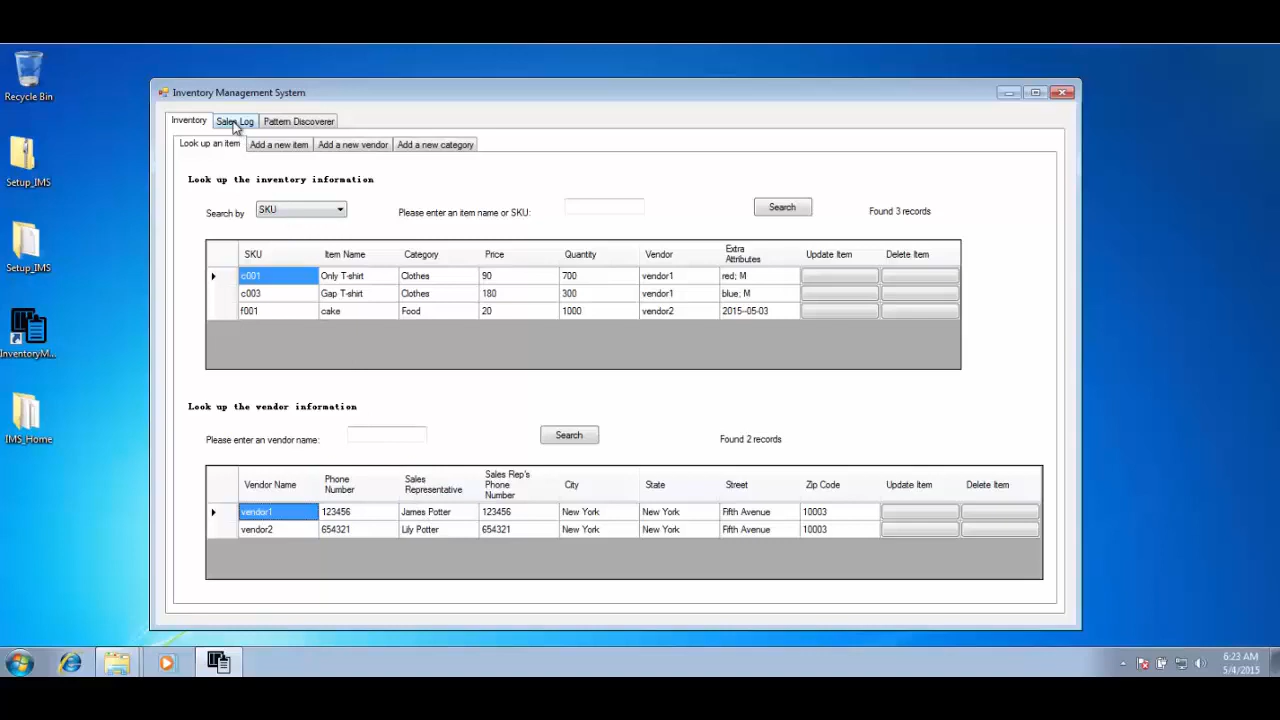 Recycle Bin
Setup_IMS
Setup_IMS
InventoryM...
IMS_Home
Inventory Management System
Inventory Sales Log Pattern Discoverer
Look up an item Add a new item Add a new vendor Add a new category
Look up the inventory information
Search by SKU Please enter an item name or SKU: Search Found 3 records
SKU Item Name Category Price Quantity Vendor Extra Attributes Update Item Delete Item
c001 Only T-shirt Clothes 90 700 vendor1 red; M
c003 Gap T-shirt Clothes 180 300 vendor1 blue; M
f001 cake Food 20 1000 vendor2 2015--05-03
Look up the vendor information
Please enter an vendor name: Search Found 2 records
Vendor Name Phone Number Sales Representative Sales Rep's Phone Number City State Street Zip Code Update Item Delete Item
vendor1 123456 James Potter 123456 New York New York Fifth Avenue 10003
vendor2 654321 Lily Potter 654321 New York New York Fifth Avenue 10003
6:23 AM
5/4/2015